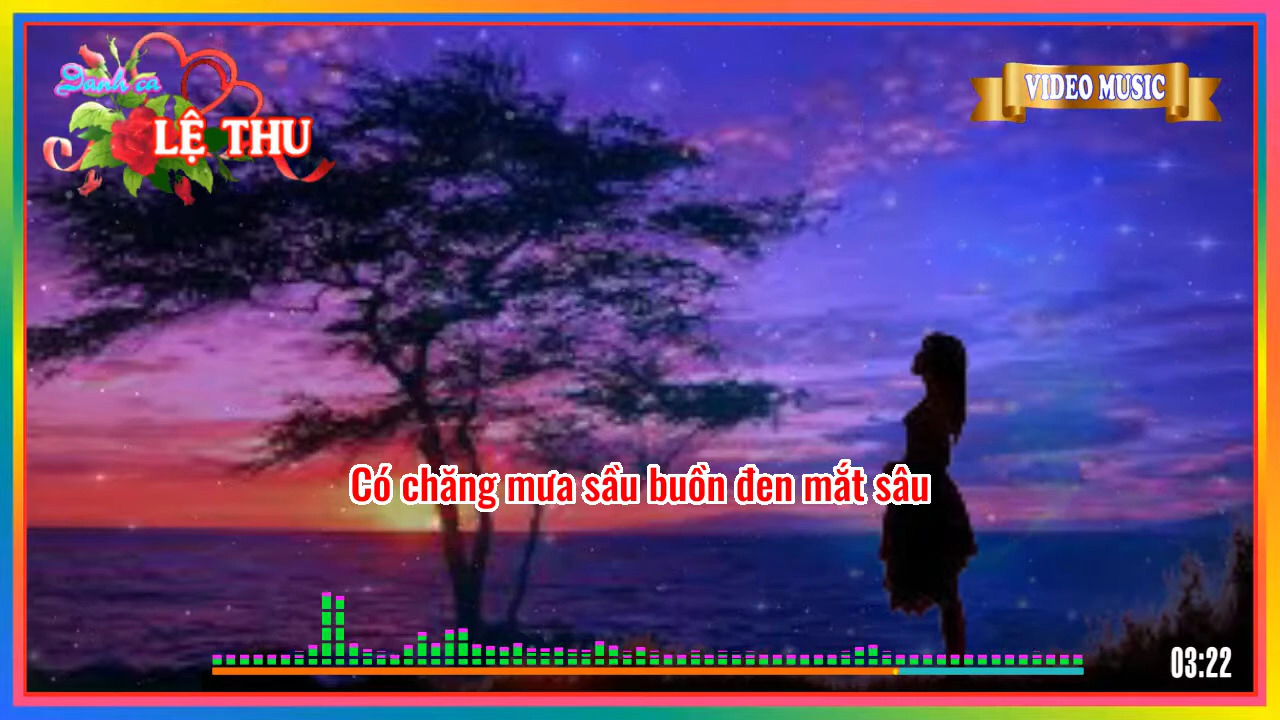 Danh ca
LỆ THU
VIDEO MUSIC
Có chăng mưa sầu buồn đen mắt sâu
03:22